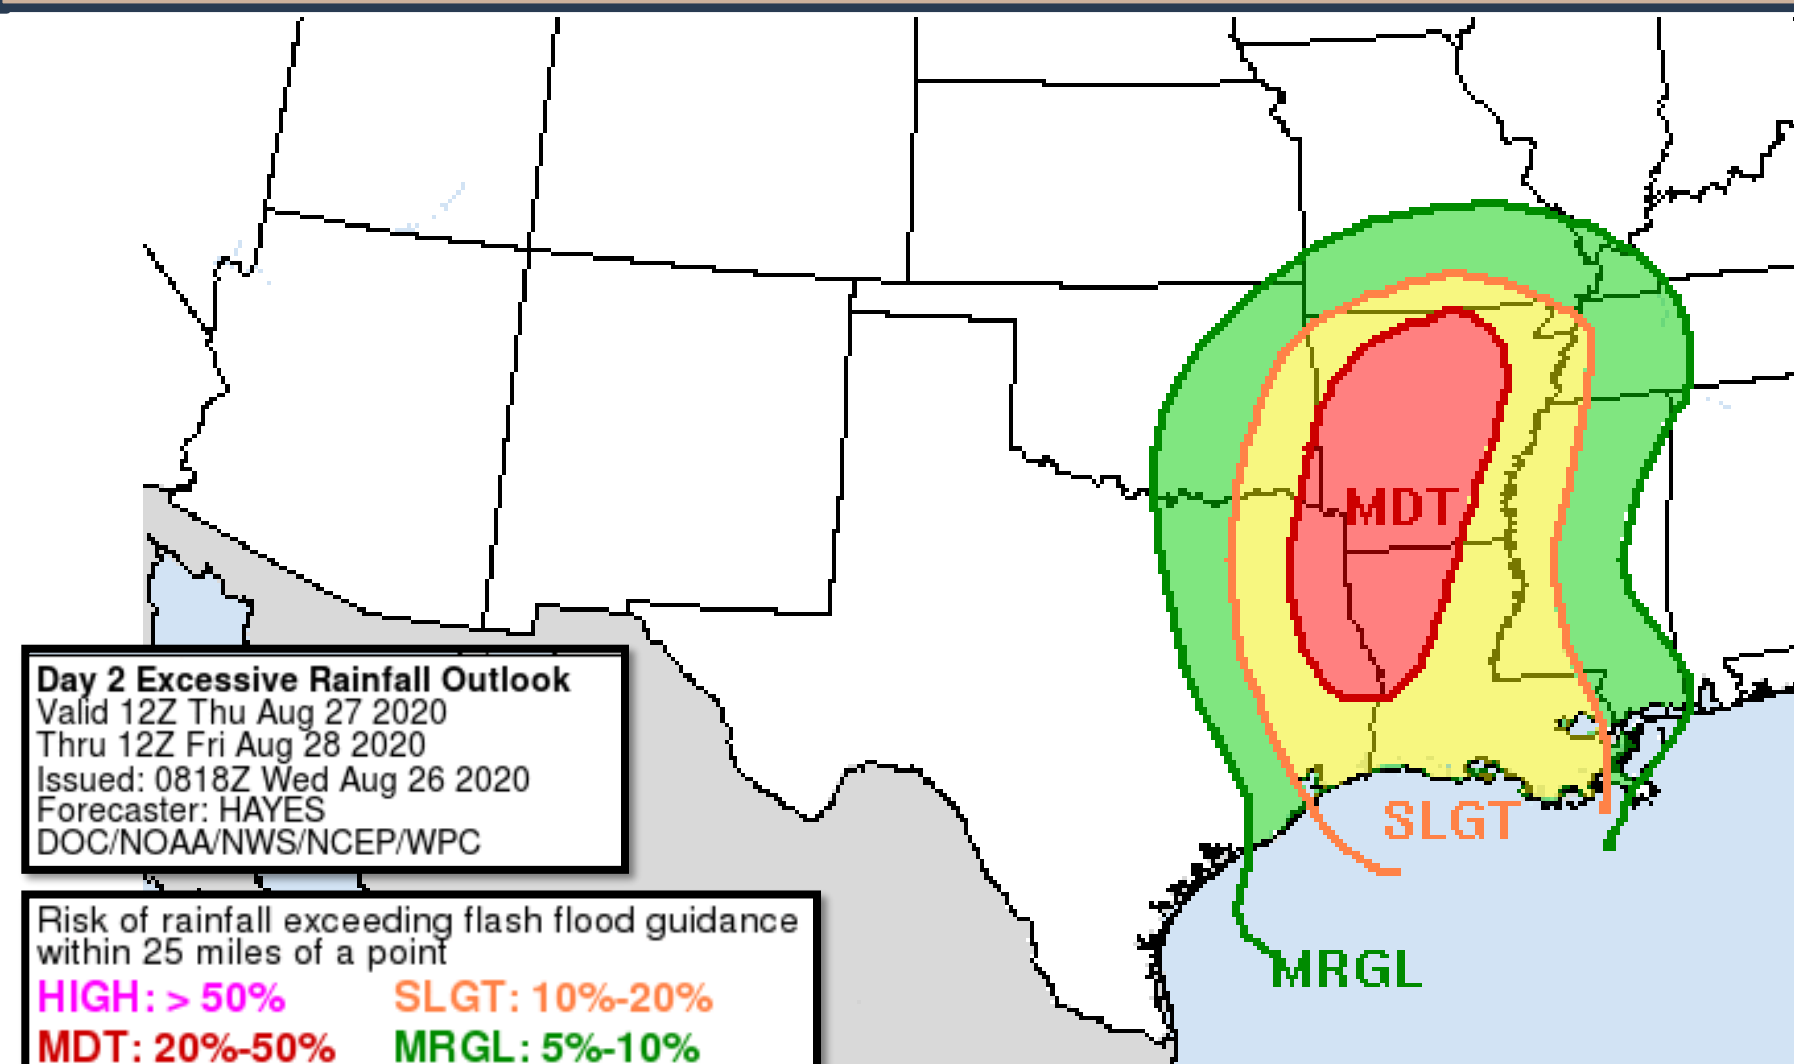 MDT
SLGT
MRGL
Day 2 Excessive Rainfall Outlook
Valid 12Z Thu Aug 27 2020
Thru 12Z Fri Aug 28 2020
Issued: 0818Z Wed Aug 26 2020
Forecaster: HAYES
DOC/NOAA/NWS/NCEP/WPC
Risk of rainfall exceeding flash flood guidance
within 25 miles of a point
HIGH: > 50% SLGT: 10%-20%
MDT: 20%-50% MRGL: 5%-10%